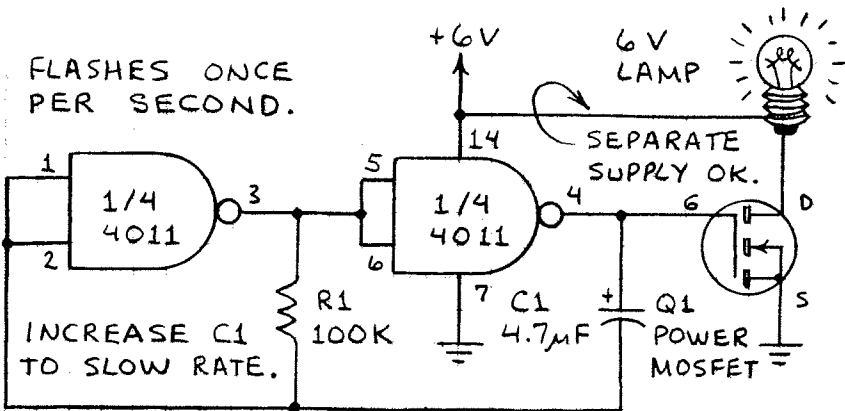 +6V
6V
LAMP
FLASHES ONCE
PER SECOND.
14
SEPARATE
SUPPLY OK.
1
1/4
4011
2
3
5
1/4
4011
6
4
7
G
D
S
R1
100K
C1
4.7µF
+
Q1
POWER
MOSFET
INCREASE C1
TO SLOW RATE.